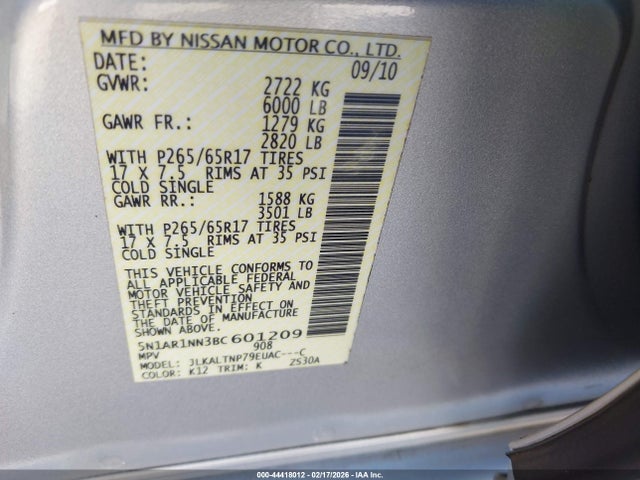 MFD BY NISSAN MOTOR CO., LTD.
DATE: 09/10
GVWR: 2722 KG
6000 LB
GAWR FR.: 1279 KG
2820 LB
WITH P265/65R17 TIRES
17 X 7.5 RIMS AT 35 PSI
COLD SINGLE
GAWR RR.: 1588 KG
3501 LB
WITH P265/65R17 TIRES
17 X 7.5 RIMS AT 35 PSI
COLD SINGLE
THIS VEHICLE CONFORMS TO
ALL APPLICABLE FEDERAL
MOTOR VEHICLE SAFETY AND
THEFT PREVENTION
STANDARDS IN EFFECT ON
THE DATE OF MANUFACTURE
SHOWN ABOVE.
5N1AR1NN3BC601209
MPV 908
MODEL: JLKALTNP79EUAC---C
COLOR: K12 TRIM: K ZS30A
000-44418012 - 02/17/2026 - IAA Inc.